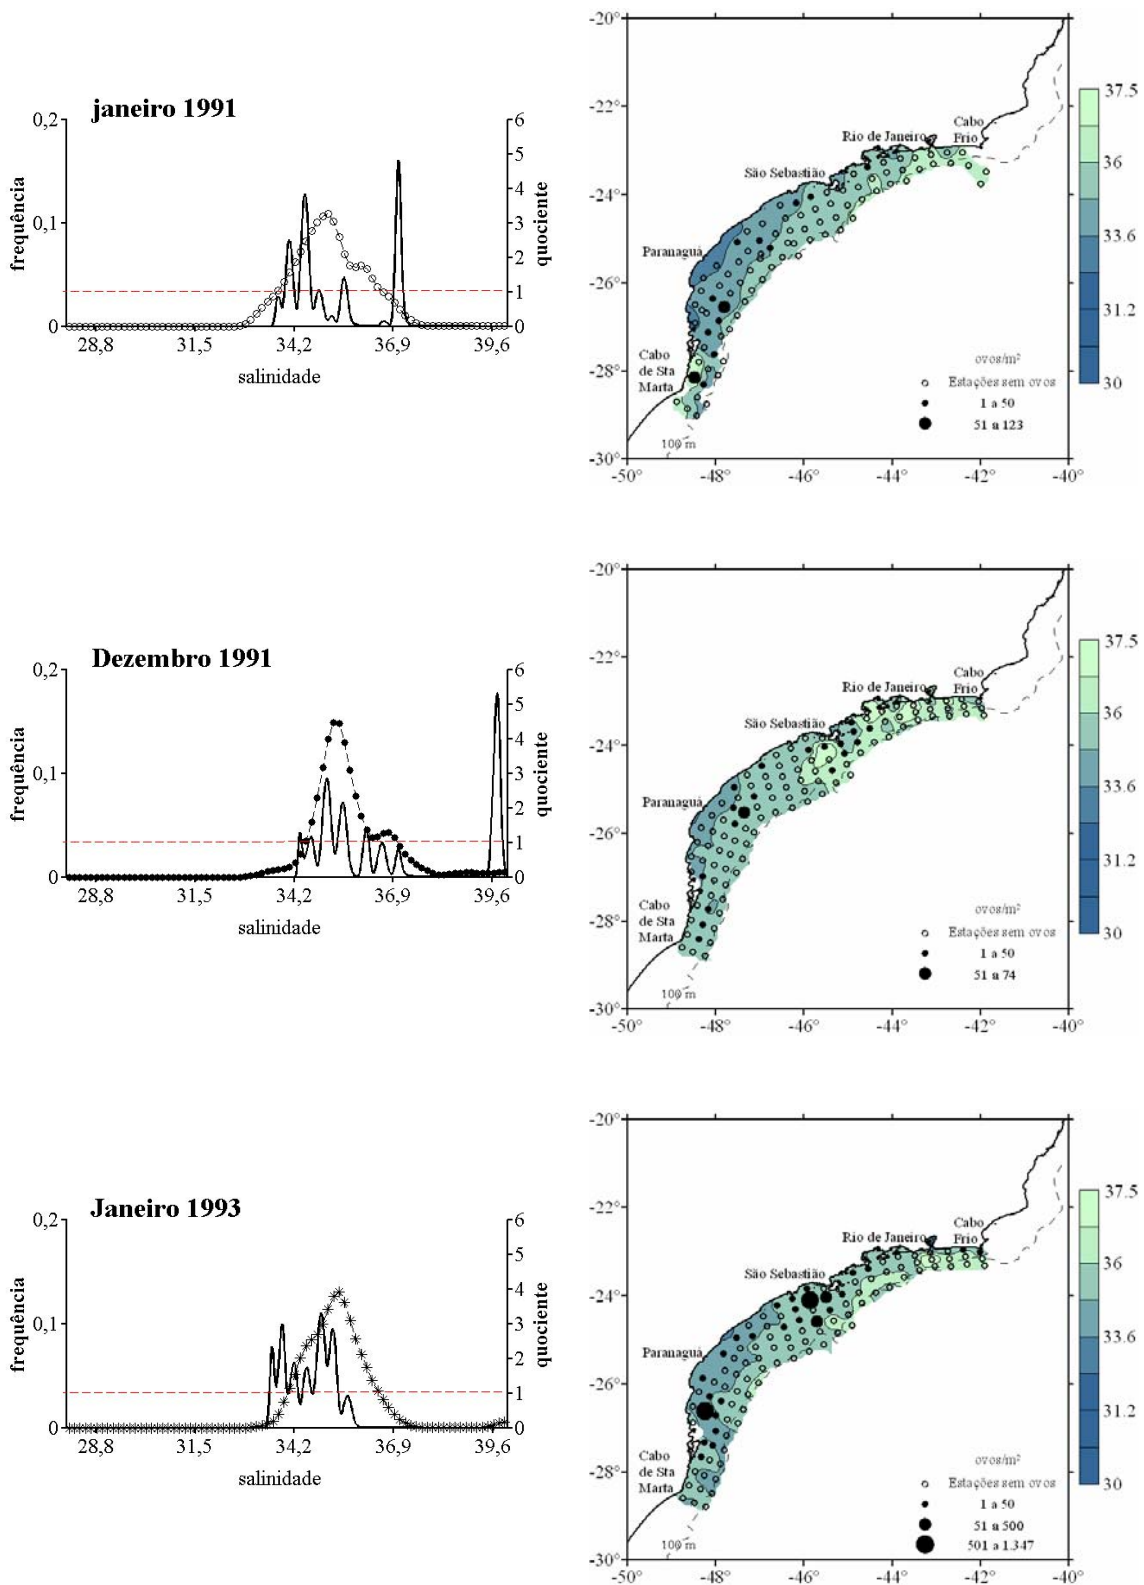 janeiro 1991
0,2
0,1
0
frequência
28,8
31,5
34,2
36,9
39,6
salinidade
6
5
4
3
2
1
0
quociente
-20°
-22°
-24°
-26°
-28°
-30°
-50°
-48°
-46°
-44°
-42°
-40°
Cabo
Frio
Rio de Janeiro
São Sebastião
Paranaguá
Cabo
de Sta
Marta
100 m
ovos/m²
Estações sem ovos
1 a 50
51 a 123
37.5
36
33.6
31.2
30
Dezembro 1991
0,2
0,1
0
frequência
28,8
31,5
34,2
36,9
39,6
salinidade
6
5
4
3
2
1
0
quociente
-20°
-22°
-24°
-26°
-28°
-30°
-50°
-48°
-46°
-44°
-42°
-40°
Cabo
Frio
Rio de Janeiro
São Sebastião
Paranaguá
Cabo
de Sta
Marta
100 m
ovos/m²
Estações sem ovos
1 a 50
51 a 74
37.5
36
33.6
31.2
30
Janeiro 1993
0,2
0,1
0
frequência
28,8
31,5
34,2
36,9
39,6
salinidade
6
5
4
3
2
1
0
quociente
-20°
-22°
-24°
-26°
-28°
-30°
-50°
-48°
-46°
-44°
-42°
-40°
Cabo
Frio
Rio de Janeiro
São Sebastião
Paranaguá
Cabo
de Sta
Marta
100 m
ovos/m²
Estações sem ovos
1 a 50
51 a 500
501 a 1.347
37.5
36
33.6
31.2
30